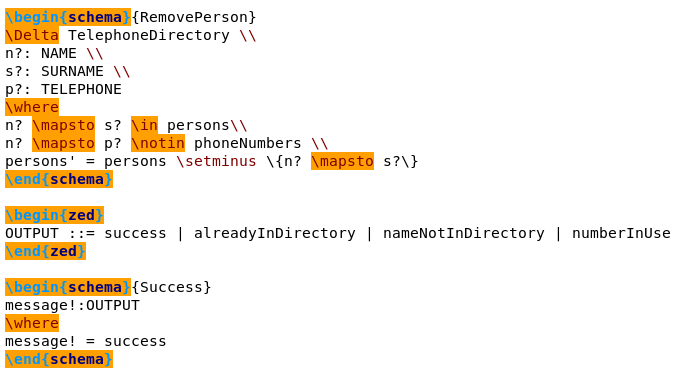 \begin{schema}{RemovePerson}
\Delta TelephoneDirectory \\
n?: NAME \\
s?: SURNAME \\
p?: TELEPHONE
\where
n? \mapsto s? \in persons\\
n? \mapsto p? \notin phoneNumbers \\
persons' = persons \setminus \{n? \mapsto s?\}
\end{schema}

\begin{zed}
OUTPUT ::= success | alreadyInDirectory | nameNotInDirectory | numberInUse
\end{zed}

\begin{schema}{Success}
message!:OUTPUT
\where
message! = success
\end{schema}